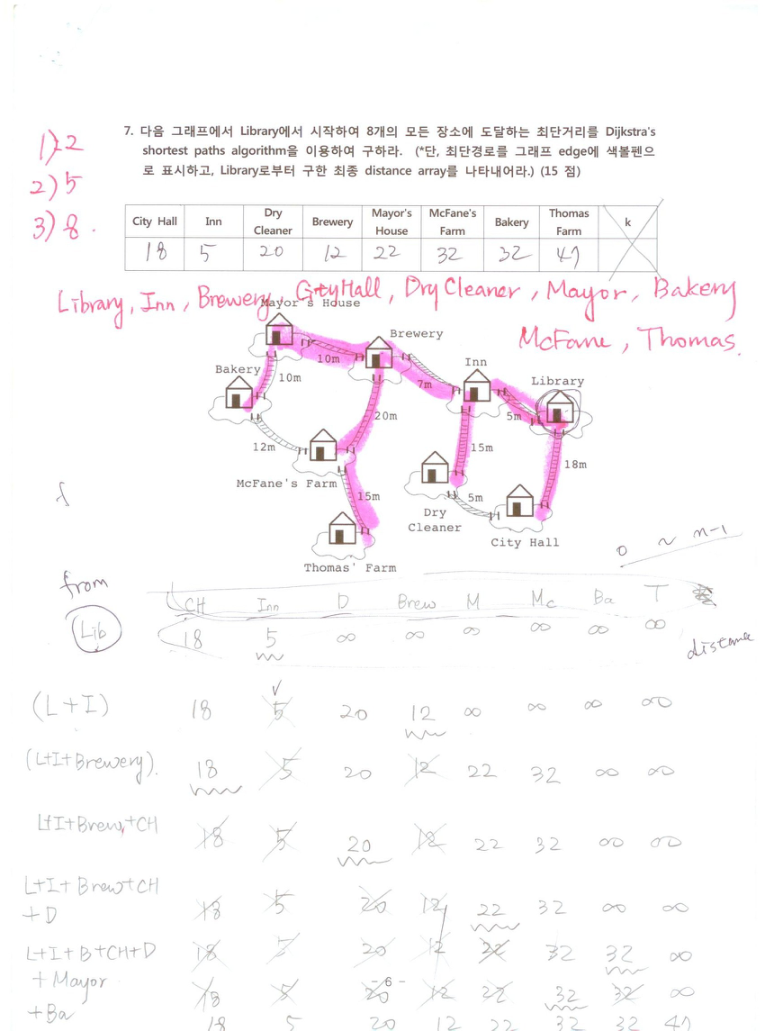 7. 다음 그래프에서 Library에서 시작하여 8개의 모든 장소에 도달하는 최단거리를 Dijkstra's
shortest paths algorithm을 이용하여 구하라. (*단, 최단경로를 그래프 edge에 색볼펜으
로 표시하고, Library로부터 구한 최종 distance array를 나타내어라.) (15 점)
1) 2
2) 5
3) 8.
City Hall Inn Dry Cleaner Brewery Mayor's House McFane's Farm Bakery Thomas Farm k
18 5 20 12 22 32 32 47
Library, Inn, Brewery, City Hall, Dry Cleaner, Mayor, Bakery
McFane, Thomas.
Mayor's House
Brewery
Inn
Library
Bakery
10m
10m
7m
5m
20m
12m
15m
18m
McFane's Farm
15m
5m
Dry
Cleaner
City Hall
Thomas' Farm
0 ~ n-1
from
CH Inn D Brew M Mc Ba T
Lib 18 5 ∞ ∞ ∞ ∞ ∞ ∞
distance
(L+I) 18 5 20 12 ∞ ∞ ∞ ∞
(L+I+Brewery). 18 5 20 12 22 32 ∞ ∞
L+I+Brew+CH 18 5 20 12 22 32 ∞ ∞
L+I+Brew+CH
+D 18 5 20 12 22 32 ∞ ∞
L+I+B+CH+D 18 5 20 12 22 32 32 ∞
+Mayor
- 6 -
18 5 20 12 22 32 32 ∞
+Ba
18 5 20 12 22 32 32 47